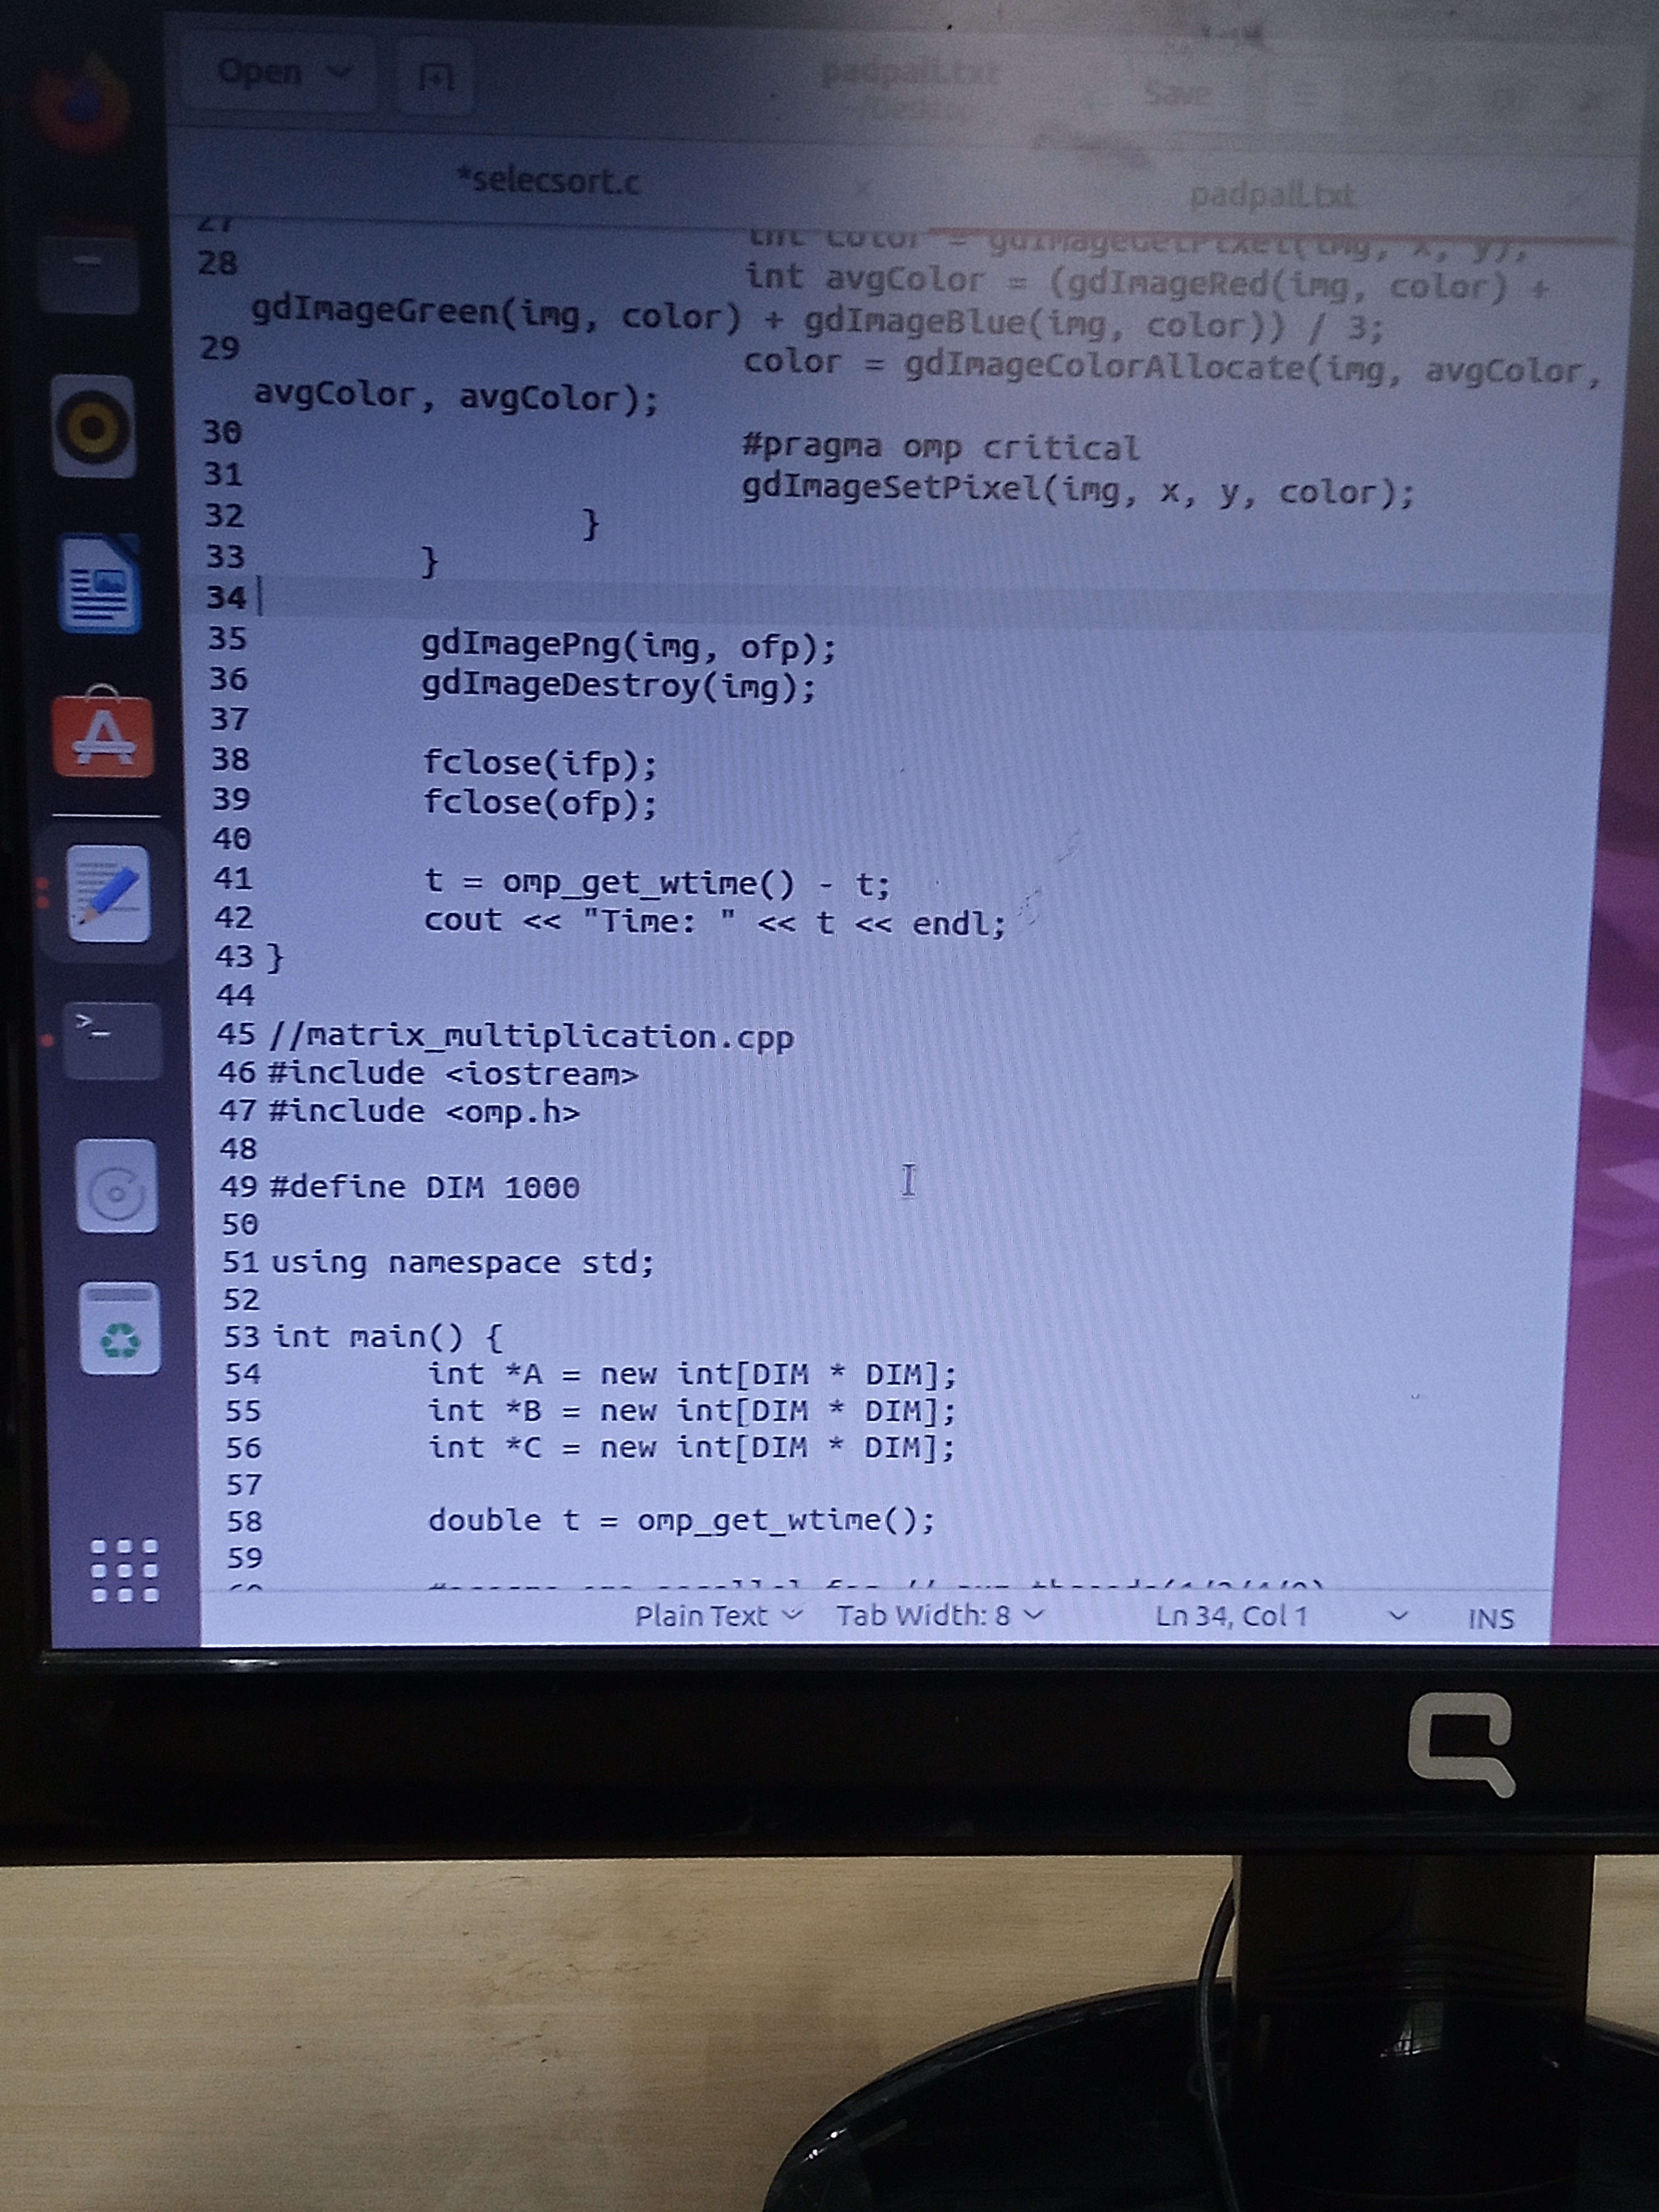 Open
padpall.txt
~/Desktop
Save
*selecsort.c
padpall.txt
27 int color = gdImageGetPixel(img, x, y);
28 int avgColor = (gdImageRed(img, color) +
gdImageGreen(img, color) + gdImageBlue(img, color)) / 3;
29 color = gdImageColorAllocate(img, avgColor,
avgColor, avgColor);
30 #pragma omp critical
31 gdImageSetPixel(img, x, y, color);
32 }
33 }
34
35 gdImagePng(img, ofp);
36 gdImageDestroy(img);
37
38 fclose(ifp);
39 fclose(ofp);
40
41 t = omp_get_wtime() - t;
42 cout << "Time: " << t << endl;
43 }
44
45 //matrix_multiplication.cpp
46 #include <iostream>
47 #include <omp.h>
48
49 #define DIM 1000
50
51 using namespace std;
52
53 int main() {
54 int *A = new int[DIM * DIM];
55 int *B = new int[DIM * DIM];
56 int *C = new int[DIM * DIM];
57
58 double t = omp_get_wtime();
59
Plain Text Tab Width: 8 Ln 34, Col 1 INS